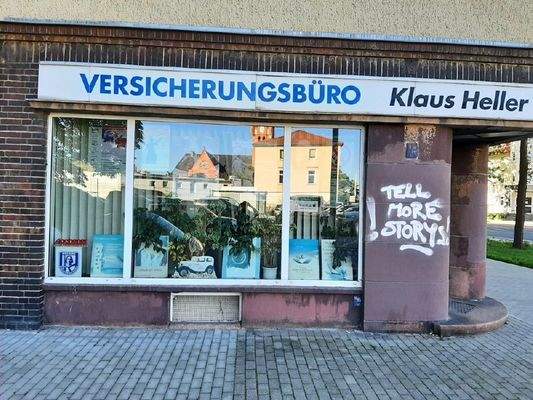 VERSICHERUNGSBÜRO Klaus Heller
! TELL
MORE
STORYS!